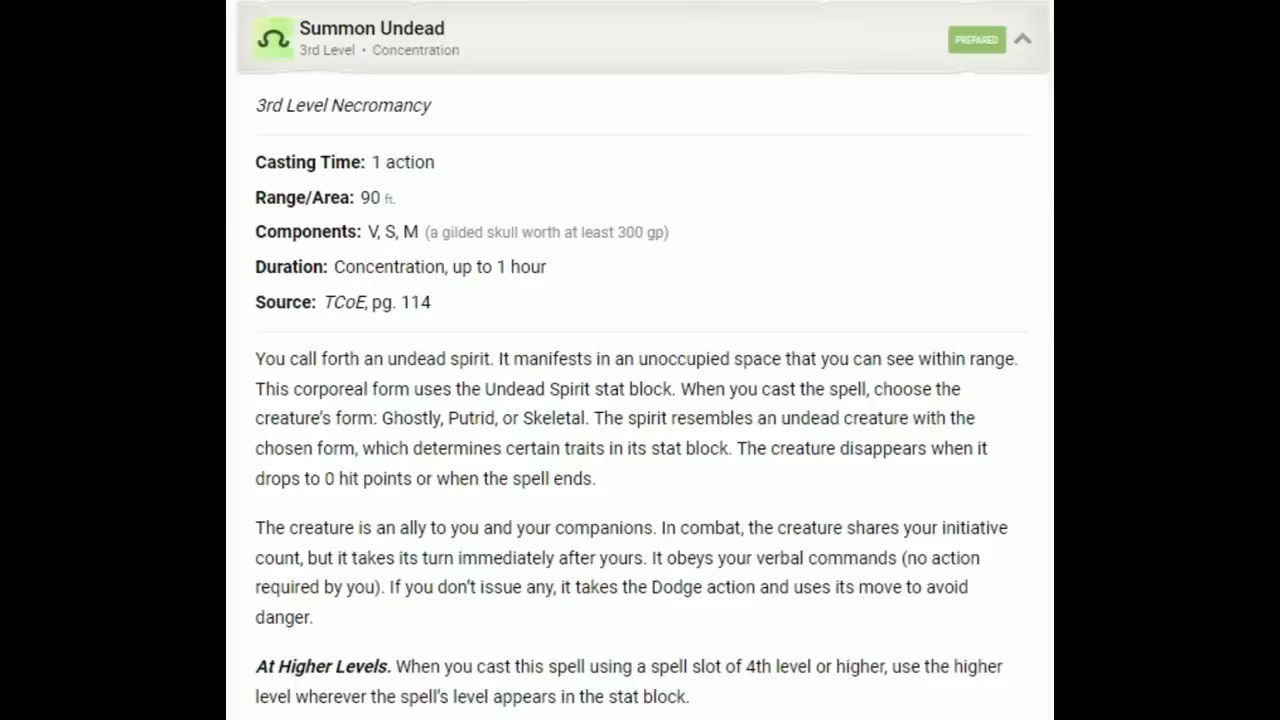 Summon Undead
3rd Level • Concentration
PREPARED
3rd Level Necromancy
Casting Time: 1 action
Range/Area: 90 ft.
Components: V, S, M (a gilded skull worth at least 300 gp)
Duration: Concentration, up to 1 hour
Source: TCoE, pg. 114
You call forth an undead spirit. It manifests in an unoccupied space that you can see within range.
This corporeal form uses the Undead Spirit stat block. When you cast the spell, choose the
creature's form: Ghostly, Putrid, or Skeletal. The spirit resembles an undead creature with the
chosen form, which determines certain traits in its stat block. The creature disappears when it
drops to 0 hit points or when the spell ends.
The creature is an ally to you and your companions. In combat, the creature shares your initiative
count, but it takes its turn immediately after yours. It obeys your verbal commands (no action
required by you). If you don't issue any, it takes the Dodge action and uses its move to avoid
danger.
At Higher Levels. When you cast this spell using a spell slot of 4th level or higher, use the higher
level wherever the spell's level appears in the stat block.